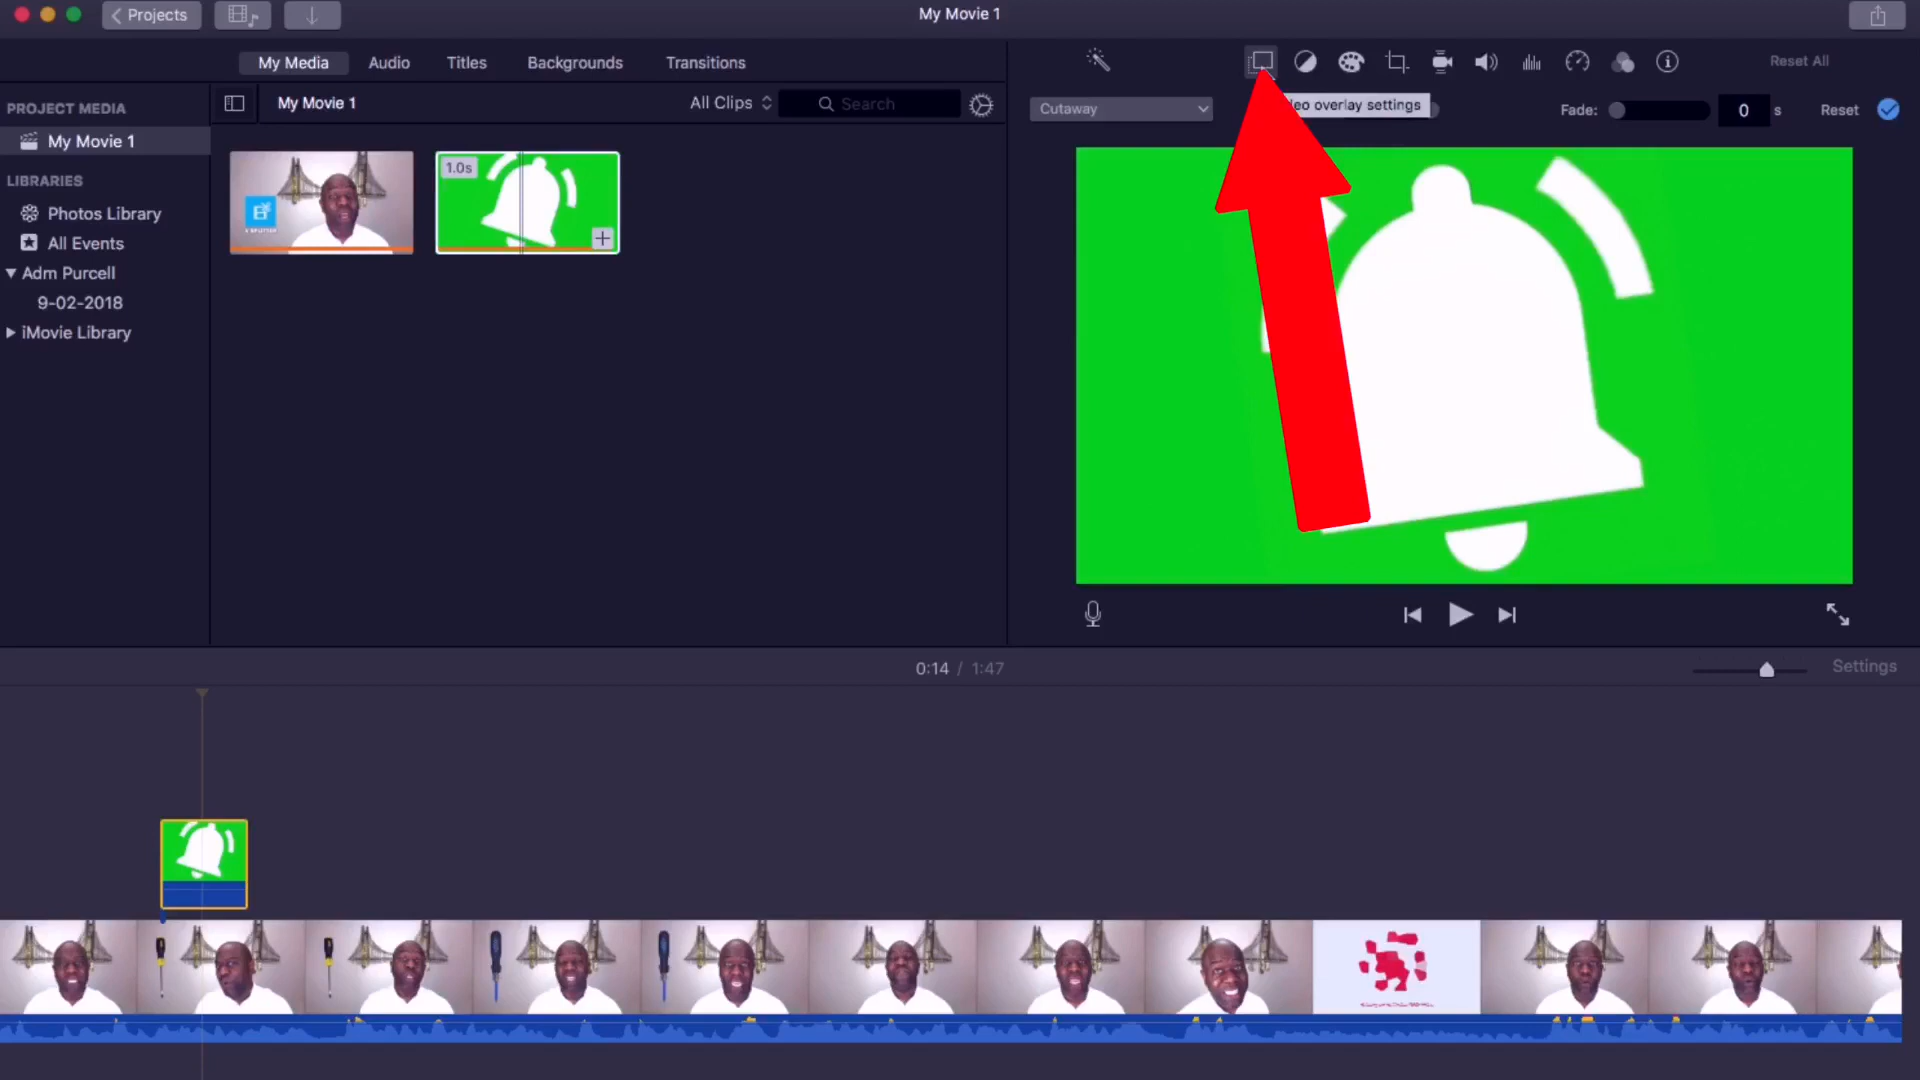 Projects
My Movie 1
My Media
Audio
Titles
Backgrounds
Transitions
Reset All
PROJECT MEDIA
My Movie 1
LIBRARIES
Photos Library
All Events
Adm Purcell
9-02-2018
iMovie Library
My Movie 1
All Clips
Search
1.0s
Cutaway
eo overlay settings
Fade:
0
s
Reset
0:14 / 1:47
Settings